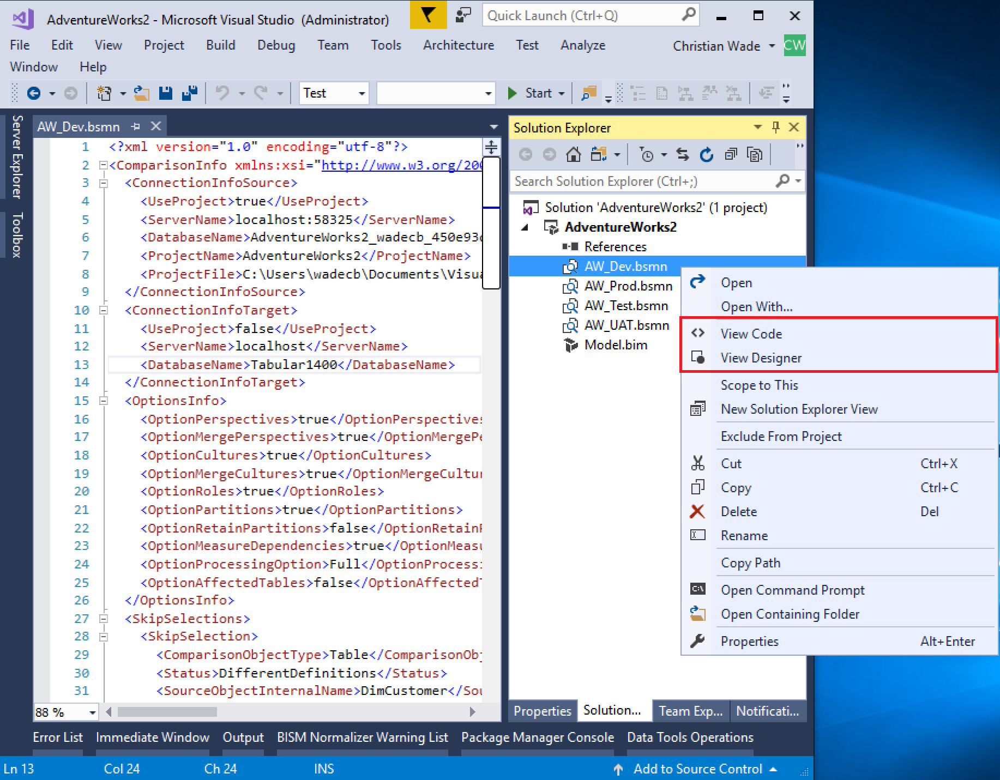 AdventureWorks2 - Microsoft Visual Studio (Administrator)
Quick Launch (Ctrl+Q)
File Edit View Project Build Debug Team Tools Architecture Test Analyze
Christian Wade CW
Window Help
Test
Start
Server Explorer
Toolbox
AW_Dev.bsmn
1 <?xml version="1.0" encoding="utf-8"?>
2 <ComparisonInfo xmlns:xsi="http://www.w3.org/200
3 <ConnectionInfoSource>
4 <UseProject>true</UseProject>
5 <ServerName>localhost:58325</ServerName>
6 <DatabaseName>AdventureWorks2_wadecb_450e93
7 <ProjectName>AdventureWorks2</ProjectName>
8 <ProjectFile>C:\Users\wadecb\Documents\Visua
9 </ConnectionInfoSource>
10 <ConnectionInfoTarget>
11 <UseProject>false</UseProject>
12 <ServerName>localhost</ServerName>
13 <DatabaseName>Tabular1400</DatabaseName>
14 </ConnectionInfoTarget>
15 <OptionsInfo>
16 <OptionPerspectives>true</OptionPerspectives
17 <OptionMergePerspectives>true</OptionMergePe
18 <OptionCultures>true</OptionCultures>
19 <OptionMergeCultures>true</OptionMergeCultur
20 <OptionRoles>true</OptionRoles>
21 <OptionPartitions>true</OptionPartitions>
22 <OptionRetainPartitions>false</OptionRetain
23 <OptionMeasureDependencies>true</OptionMeasu
24 <OptionProcessingOption>Full</OptionProcessi
25 <OptionAffectedTables>false</OptionAffected
26 </OptionsInfo>
27 <SkipSelections>
28 <SkipSelection>
29 <ComparisonObjectType>Table</ComparisonObj
30 <Status>DifferentDefinitions</Status>
31 <SourceObjectInternalName>DimCustomer</Sou
88 %
Solution Explorer
Search Solution Explorer (Ctrl+;)
Solution 'AdventureWorks2' (1 project)
AdventureWorks2
References
AW_Dev.bsmn
AW_Prod.bsmn
AW_Test.bsmn
AW_UAT.bsmn
Model.bim
Open
Open With...
View Code
View Designer
Scope to This
New Solution Explorer View
Exclude From Project
Cut Ctrl+X
Copy Ctrl+C
Delete Del
Rename
Copy Path
C:\
Open Command Prompt
Open Containing Folder
Properties Alt+Enter
Properties Solution... Team Exp... Notificati...
Error List Immediate Window Output BISM Normalizer Warning List Package Manager Console Data Tools Operations
Ln 13 Col 24 Ch 24 INS Add to Source Control